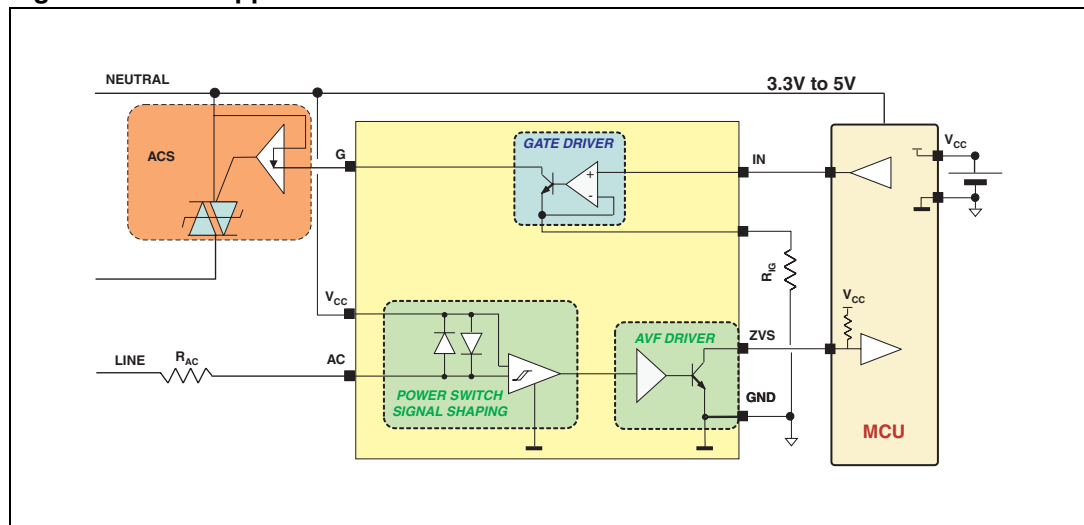 NEUTRAL
3.3V to 5V
ACS
G
GATE DRIVER
+
-
IN
VCC
RIG
VCC
VCC
AVF DRIVER
ZVS
LINE
RAC
AC
POWER SWITCH
SIGNAL SHAPING
GND
MCU